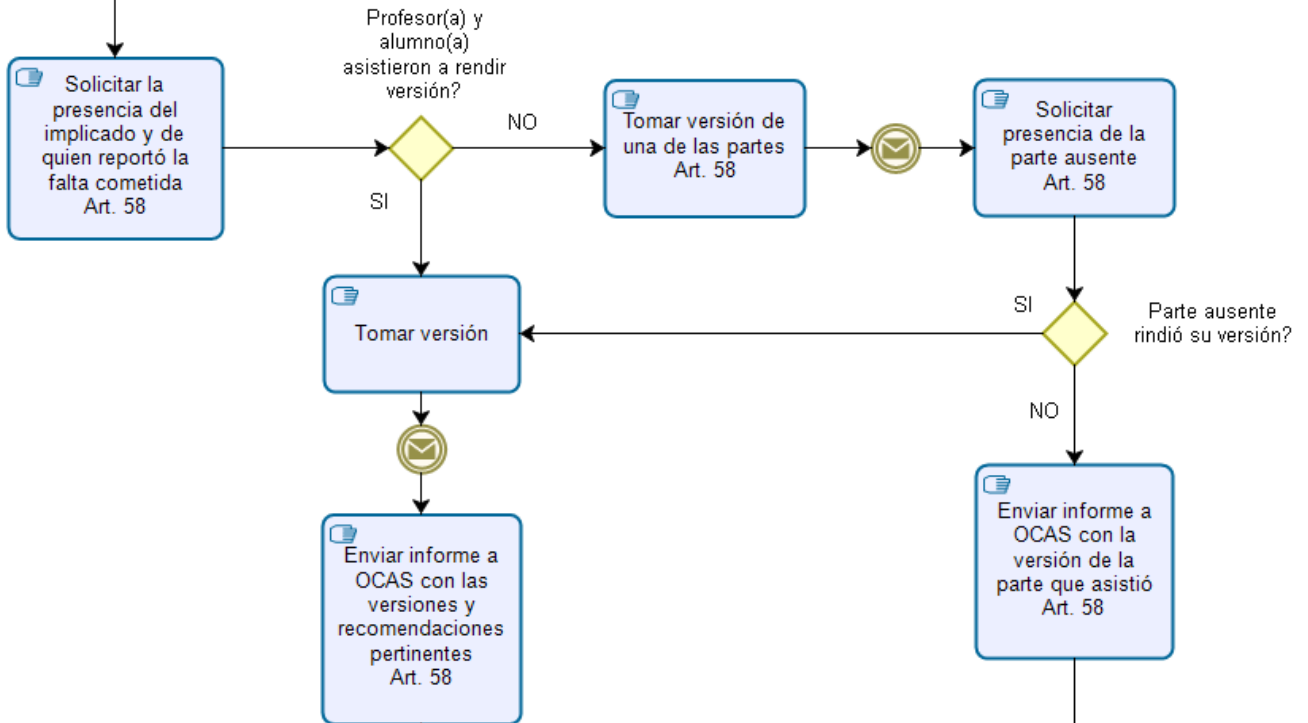 Profesor(a) y
alumno(a)
asistieron a rendir
versión?
Solicitar la
presencia del
implicado y de
quien reportó la
falta cometida
Art. 58
NO
SI
Tomar versión de
una de las partes
Art. 58
Solicitar
presencia de la
parte ausente
Art. 58
Tomar versión
SI
Parte ausente
rindió su versión?
NO
Enviar informe a
OCAS con las
versiones y
recomendaciones
pertinentes
Art. 58
Enviar informe a
OCAS con la
versión de la
parte que asistió
Art. 58